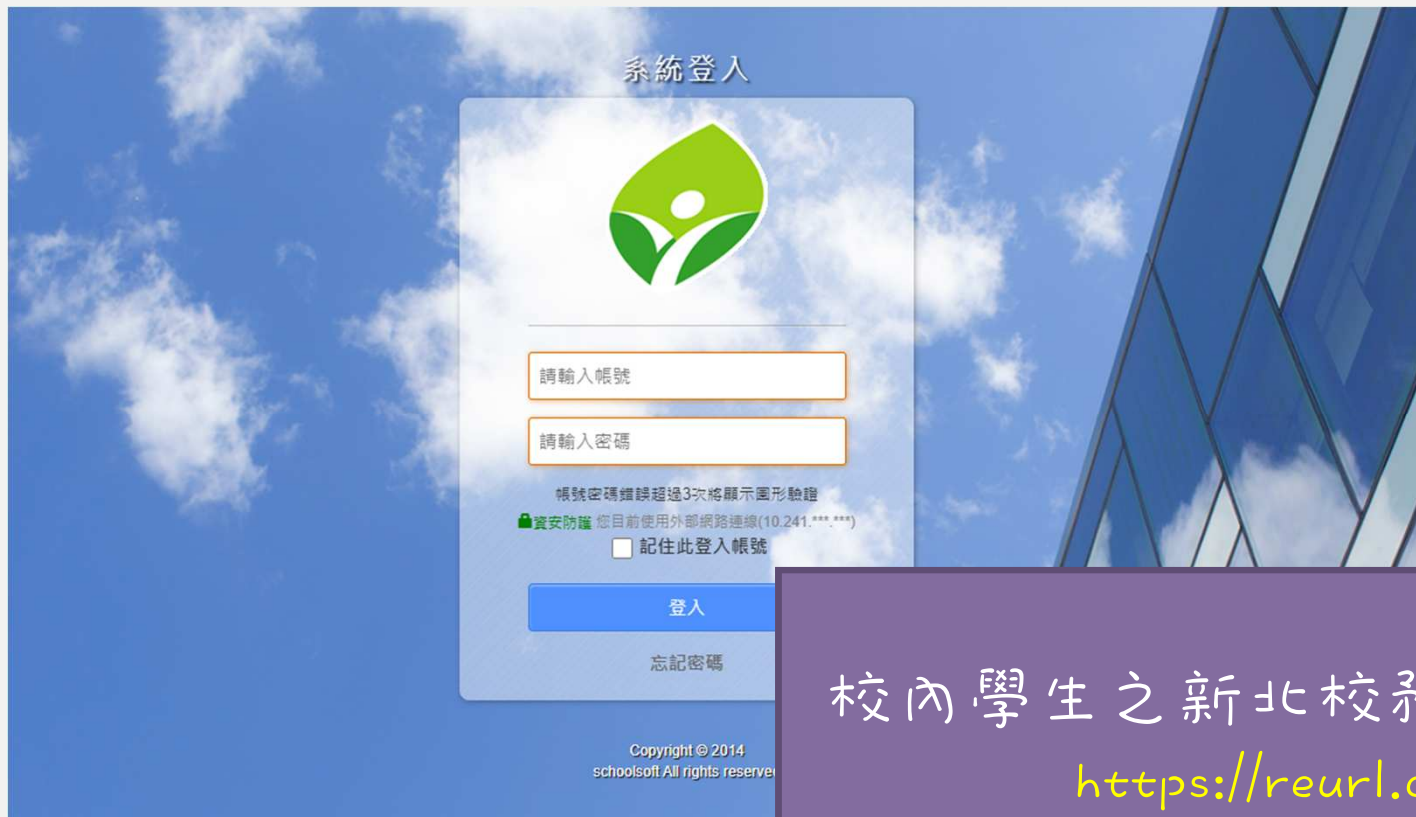 系統登入
請輸入帳號
請輸入密碼
帳號密碼錯誤超過3次將顯示圖形驗證
資安防護 您目前使用外部網路連線(10.241.***.***)
記住此登入帳號
登入
忘記密碼
Copyright © 2014
schoolsoft All rights reserve
校內學生之新北校
https://reurl.